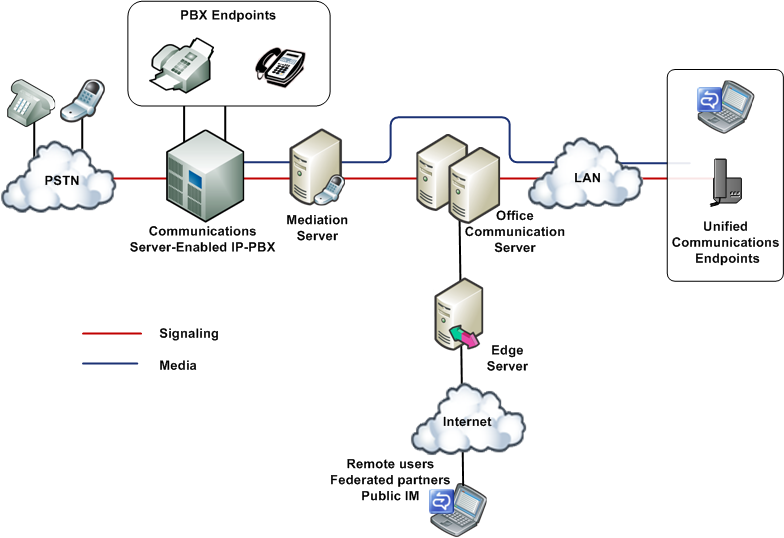 PBX Endpoints
PSTN
Communications
Server-Enabled IP-PBX
Mediation
Server
Office
Communication
Server
LAN
Unified
Communications
Endpoints
Signaling
Media
Edge
Server
Internet
Remote users
Federated partners
Public IM